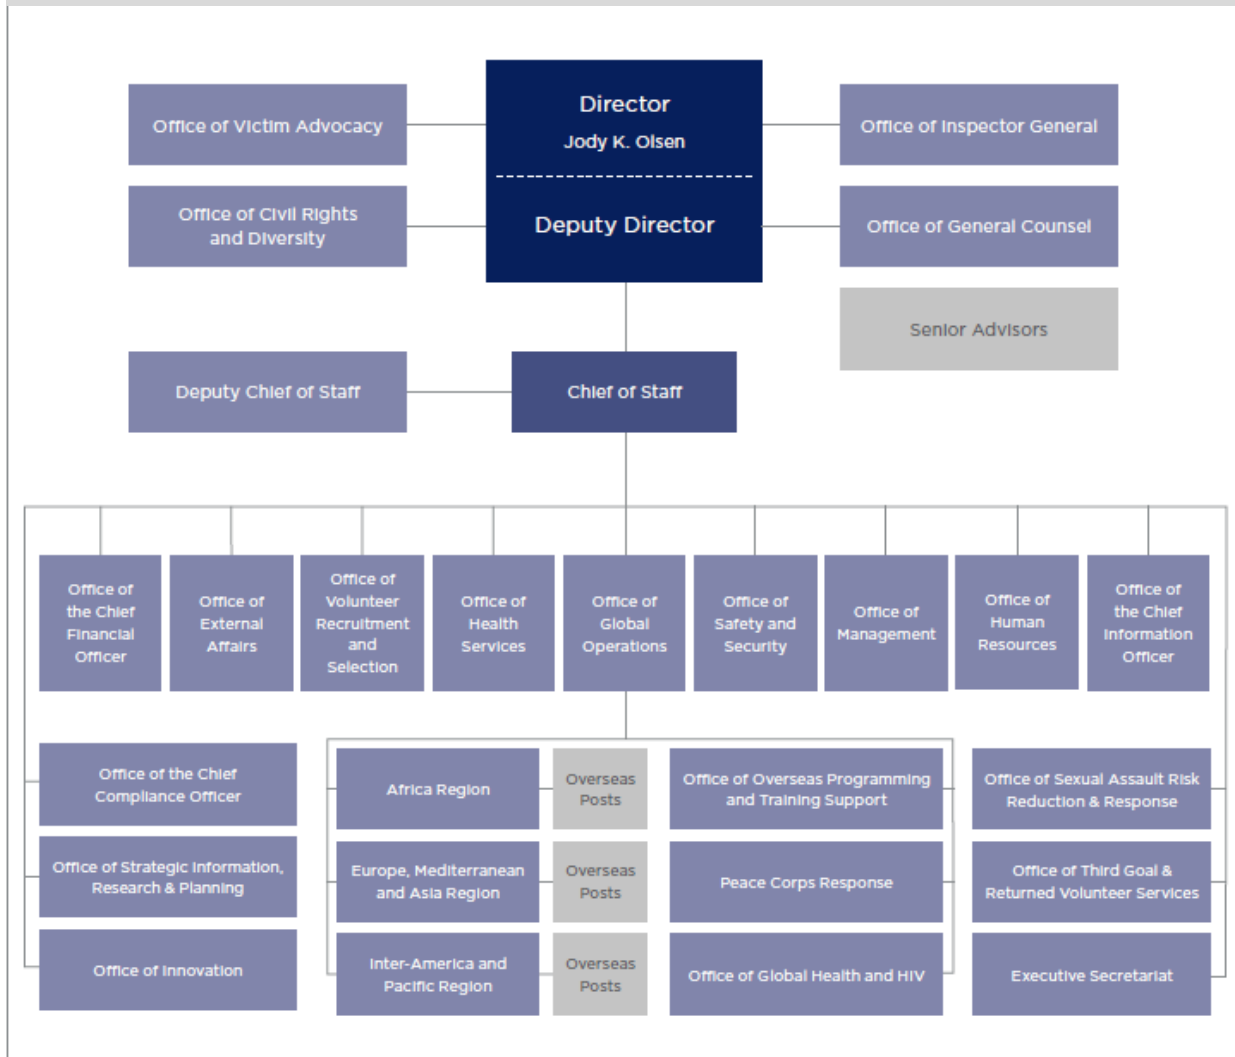 Director
Jody K. Olsen
Deputy Director
Office of Victim Advocacy
Office of Civil Rights
and Diversity
Office of Inspector General
Office of General Counsel
Senior Advisors
Deputy Chief of Staff
Chief of Staff
Office of
the Chief
Financial
Officer
Office of
External
Affairs
Office of
Volunteer
Recruitment
and
Selection
Office of
Health
Services
Office of
Global
Operations
Office of
Safety and
Security
Office of
Management
Office of
Human
Resources
Office of
the Chief
Information
Officer
Office of the Chief
Compliance Officer
Office of Strategic Information,
Research & Planning
Office of Innovation
Africa Region
Overseas
Posts
Europe, Mediterranean
and Asia Region
Overseas
Posts
Inter-America and
Pacific Region
Overseas
Posts
Office of Overseas Programming
and Training Support
Peace Corps Response
Office of Global Health and HIV
Office of Sexual Assault Risk
Reduction & Response
Office of Third Goal &
Returned Volunteer Services
Executive Secretariat